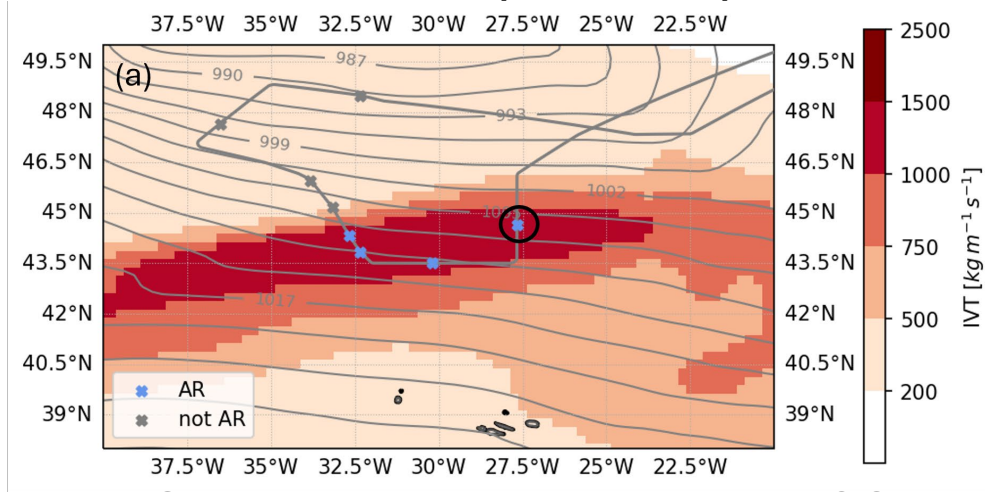 37.5°W 35°W 32.5°W 30°W 27.5°W 25°W 22.5°W
(a)
49.5°N 987 49.5°N 2500
990
48°N 993 48°N 1500
999
46.5°N 46.5°N 1000
1002
45°N 45°N 750
43.5°N 43.5°N
1017
42°N 42°N 500
40.5°N 40.5°N 200
39°N 39°N
AR
not AR
37.5°W 35°W 32.5°W 30°W 27.5°W 25°W 22.5°W
IVT [kg m⁻¹ s⁻¹]